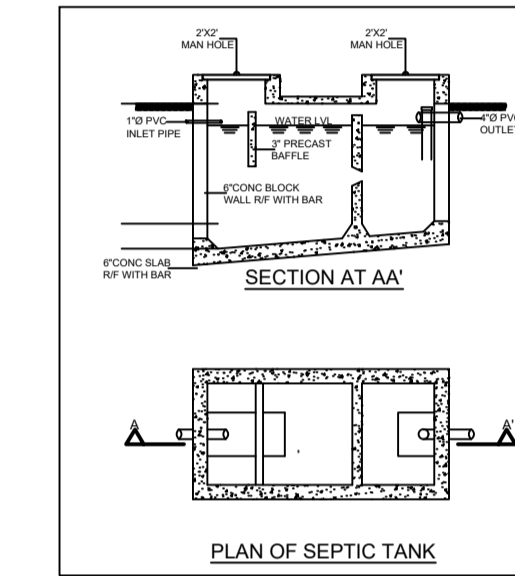 2'X2'
MAN HOLE
2'X2'
MAN HOLE
1"Ø PVC
INLET PIPE
WATER LVL
4"Ø PVC
OUTLET
3" PRECAST
BAFFLE
6"CONC BLOCK
WALL R/F WITH BAR
6"CONC SLAB
R/F WITH BAR
SECTION AT AA'
A
A'
PLAN OF SEPTIC TANK